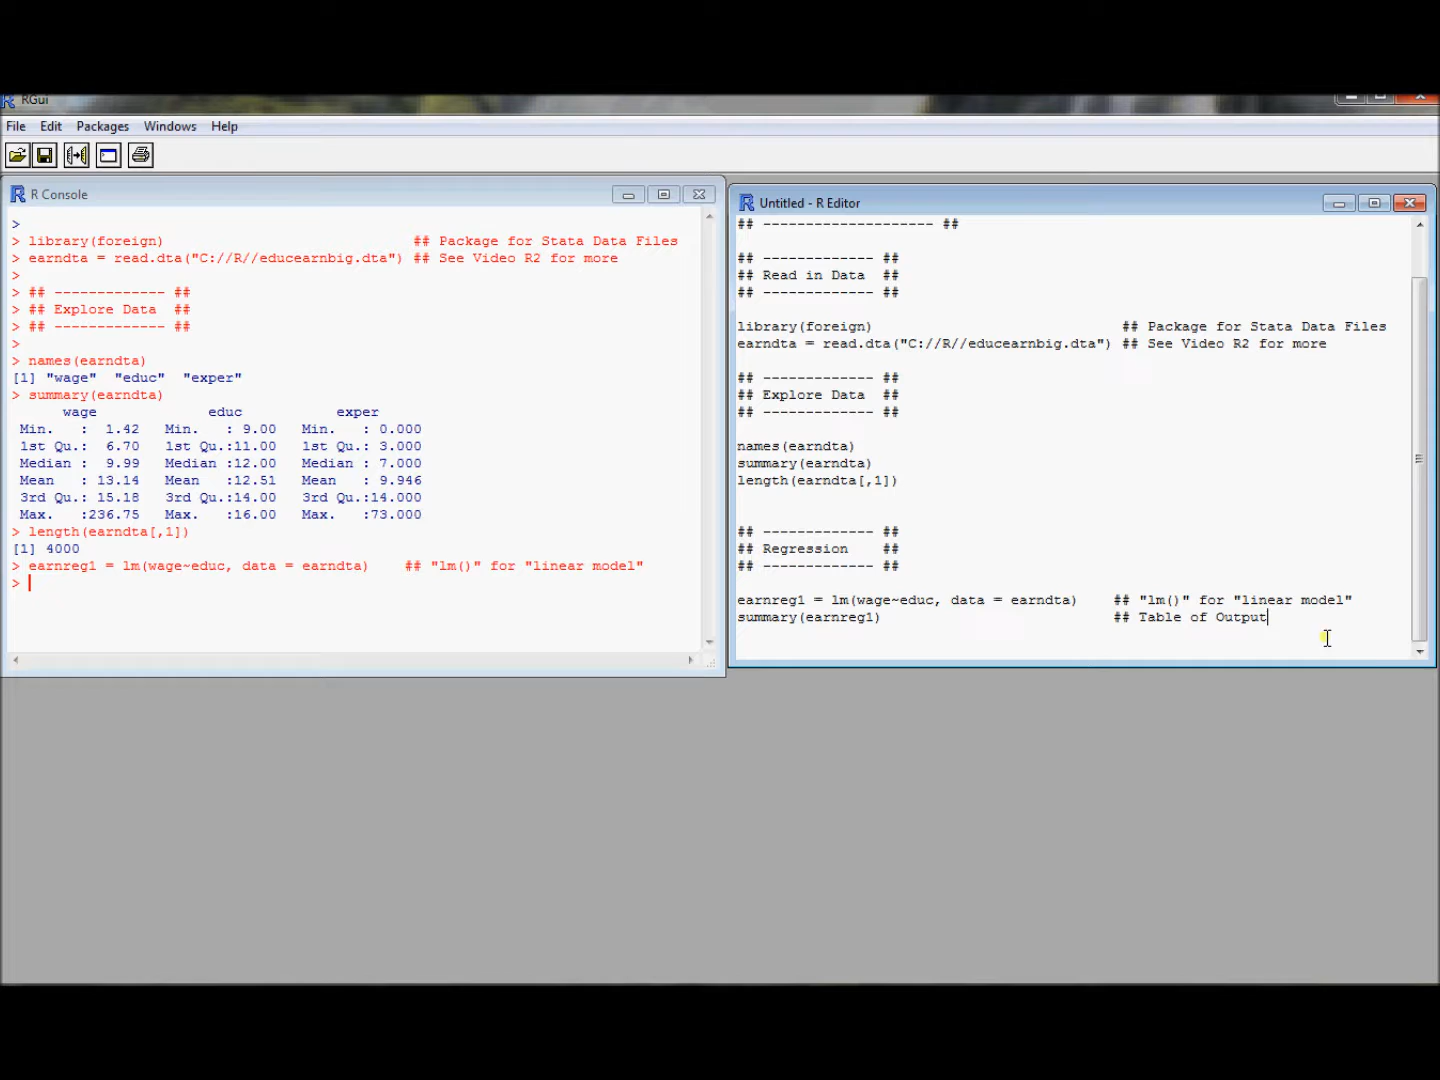 RGui
File Edit Packages Windows Help
R Console
>
> library(foreign) ## Package for Stata Data Files
> earndta = read.dta("C://R//educearnbig.dta") ## See Video R2 for more
>
> ## ------------- ##
> ## Explore Data ##
> ## ------------- ##
>
> names(earndta)
[1] "wage" "educ" "exper"
> summary(earndta)
wage educ exper
Min. : 1.42 Min. : 9.00 Min. : 0.000
1st Qu.: 6.70 1st Qu.:11.00 1st Qu.: 3.000
Median : 9.99 Median :12.00 Median : 7.000
Mean : 13.14 Mean :12.51 Mean : 9.946
3rd Qu.: 15.18 3rd Qu.:14.00 3rd Qu.:14.000
Max. :236.75 Max. :16.00 Max. :73.000
> length(earndta[,1])
[1] 4000
> earnreg1 = lm(wage~educ, data = earndta) ## "lm()" for "linear model"
>
Untitled - R Editor
## -------------------- ##
## ------------- ##
## Read in Data ##
## ------------- ##
library(foreign) ## Package for Stata Data Files
earndta = read.dta("C://R//educearnbig.dta") ## See Video R2 for more
## ------------- ##
## Explore Data ##
## ------------- ##
names(earndta)
summary(earndta)
length(earndta[,1])
## ------------- ##
## Regression ##
## ------------- ##
earnreg1 = lm(wage~educ, data = earndta) ## "lm()" for "linear model"
summary(earnreg1) ## Table of Output